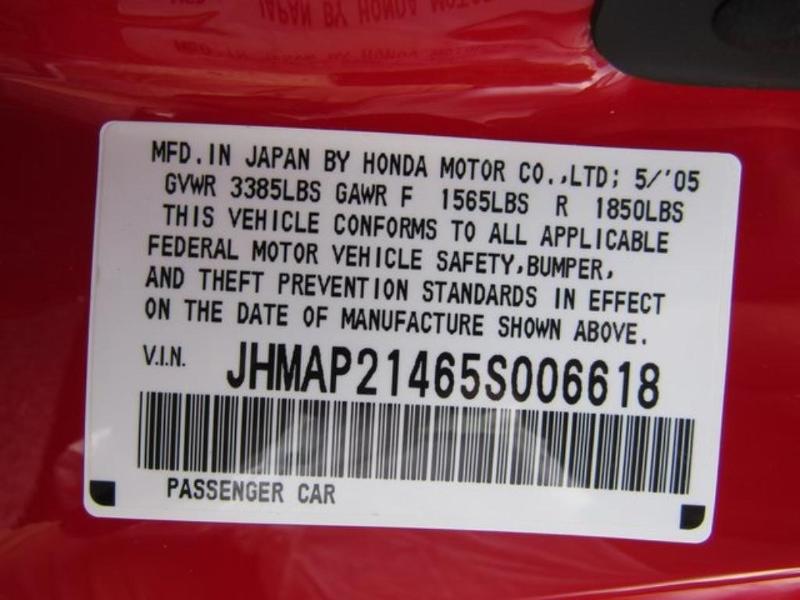 MFD.IN JAPAN BY HONDA MOTOR CO.,LTD; 5/'05
GVWR 3385LBS GAWR F 1565LBS R 1850LBS
THIS VEHICLE CONFORMS TO ALL APPLICABLE
FEDERAL MOTOR VEHICLE SAFETY,BUMPER,
AND THEFT PREVENTION STANDARDS IN EFFECT
ON THE DATE OF MANUFACTURE SHOWN ABOVE.
V.I.N. JHMAP21465S006618
PASSENGER CAR